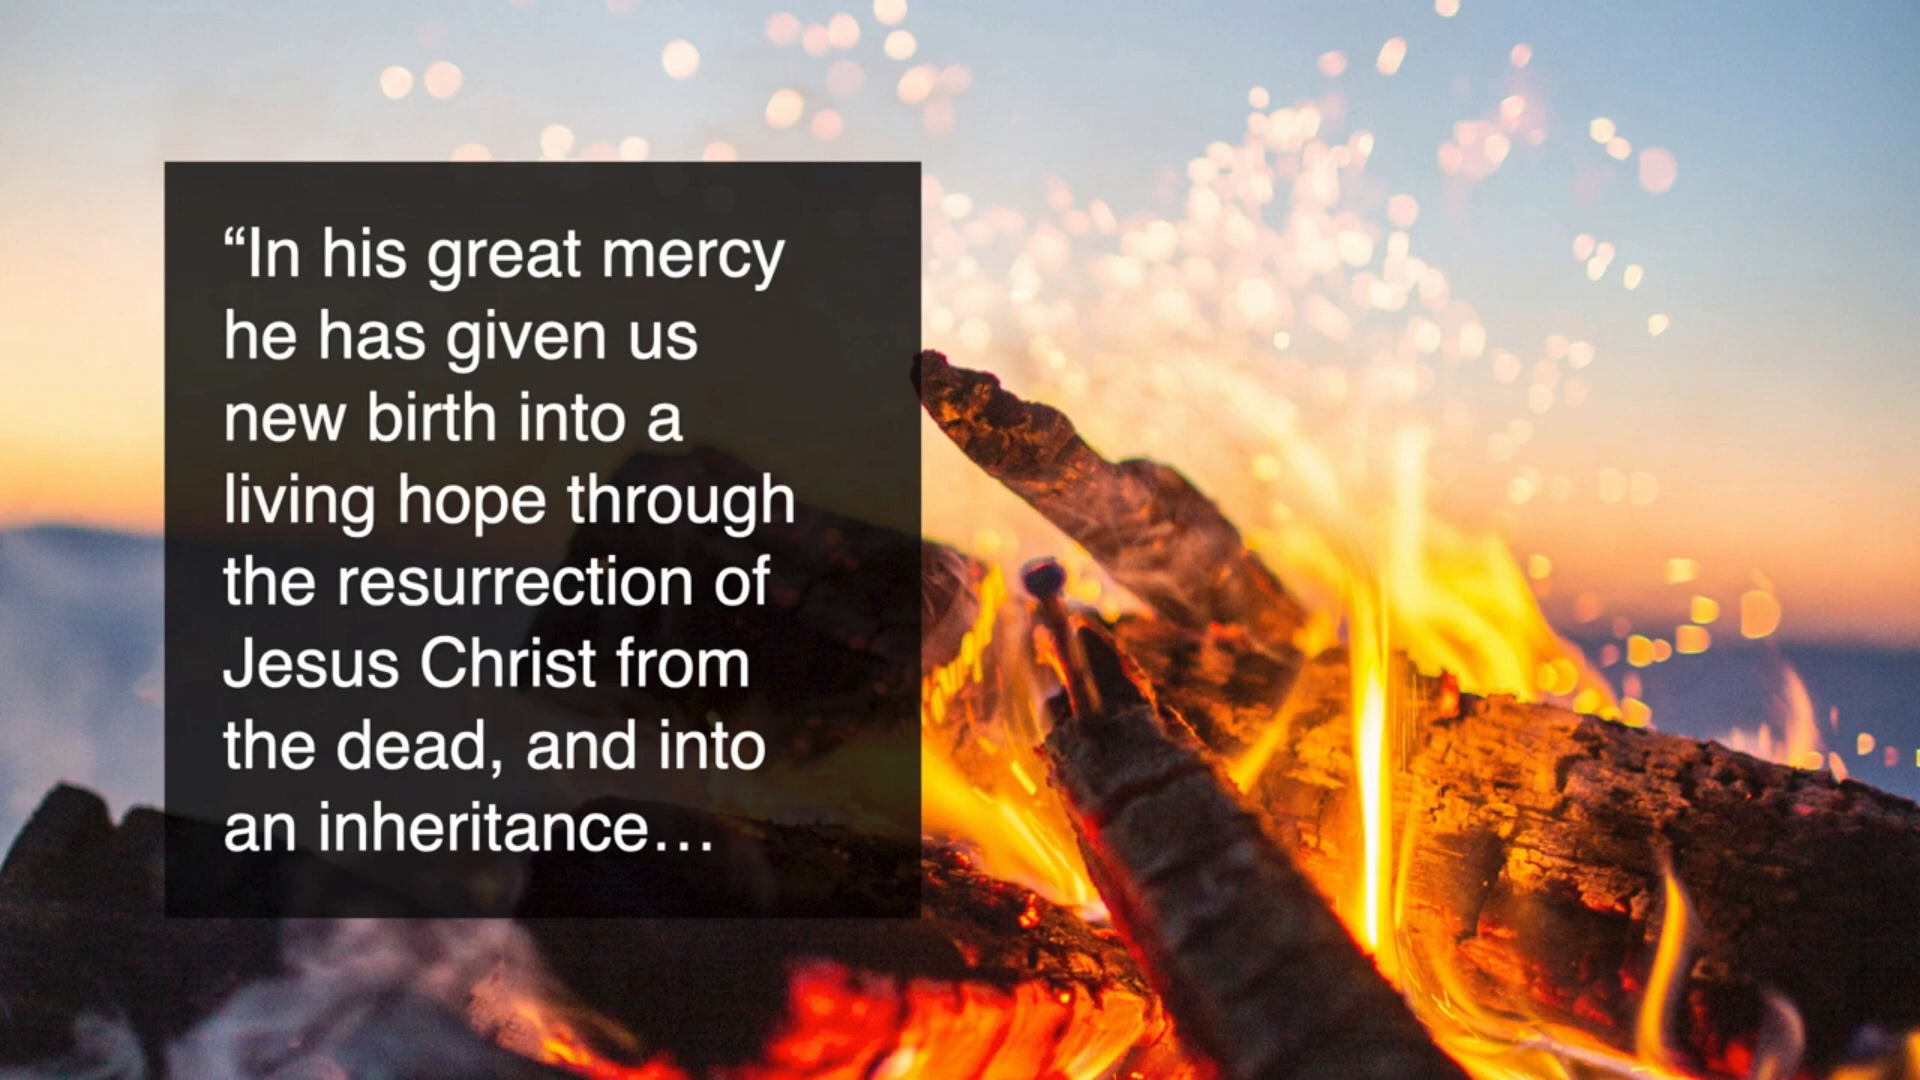 “In his great mercy
he has given us
new birth into a
living hope through
the resurrection of
Jesus Christ from
the dead, and into
an inheritance…